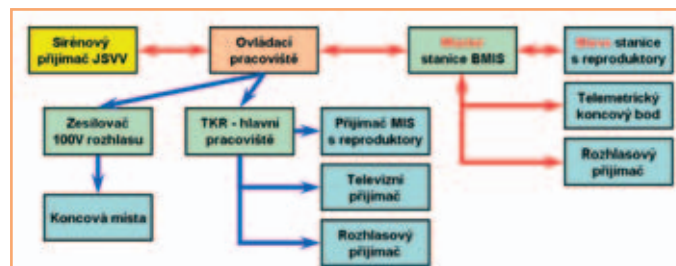 Sirénový
přijímač JSVV
Ovládací
pracoviště
stanice BMIS
stanice
s reproduktory
Zesilovač
100V rozhlasu
TKR - hlavní
pracoviště
Přijímač MIS
s reproduktory
Telemetrický
koncový bod
Televizní
přijímač
Rozhlasový
přijímač
Koncová místa
Rozhlasový
přijímač